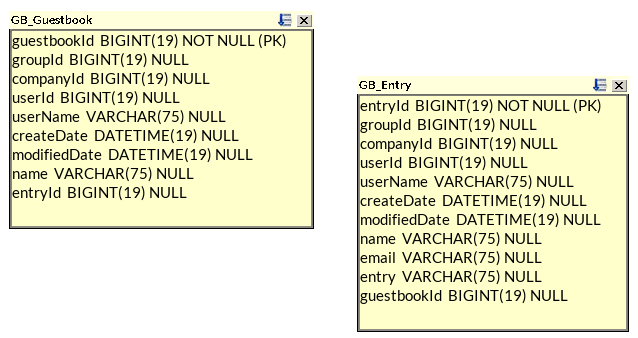 GB_Guestbook
guestbookId BIGINT(19) NOT NULL (PK)
groupId BIGINT(19) NULL
companyId BIGINT(19) NULL
userId BIGINT(19) NULL
userName VARCHAR(75) NULL
createDate DATETIME(19) NULL
modifiedDate DATETIME(19) NULL
name VARCHAR(75) NULL
entryId BIGINT(19) NULL
GB_Entry
entryId BIGINT(19) NOT NULL (PK)
groupId BIGINT(19) NULL
companyId BIGINT(19) NULL
userId BIGINT(19) NULL
userName VARCHAR(75) NULL
createDate DATETIME(19) NULL
modifiedDate DATETIME(19) NULL
name VARCHAR(75) NULL
email VARCHAR(75) NULL
entry VARCHAR(75) NULL
guestbookId BIGINT(19) NULL